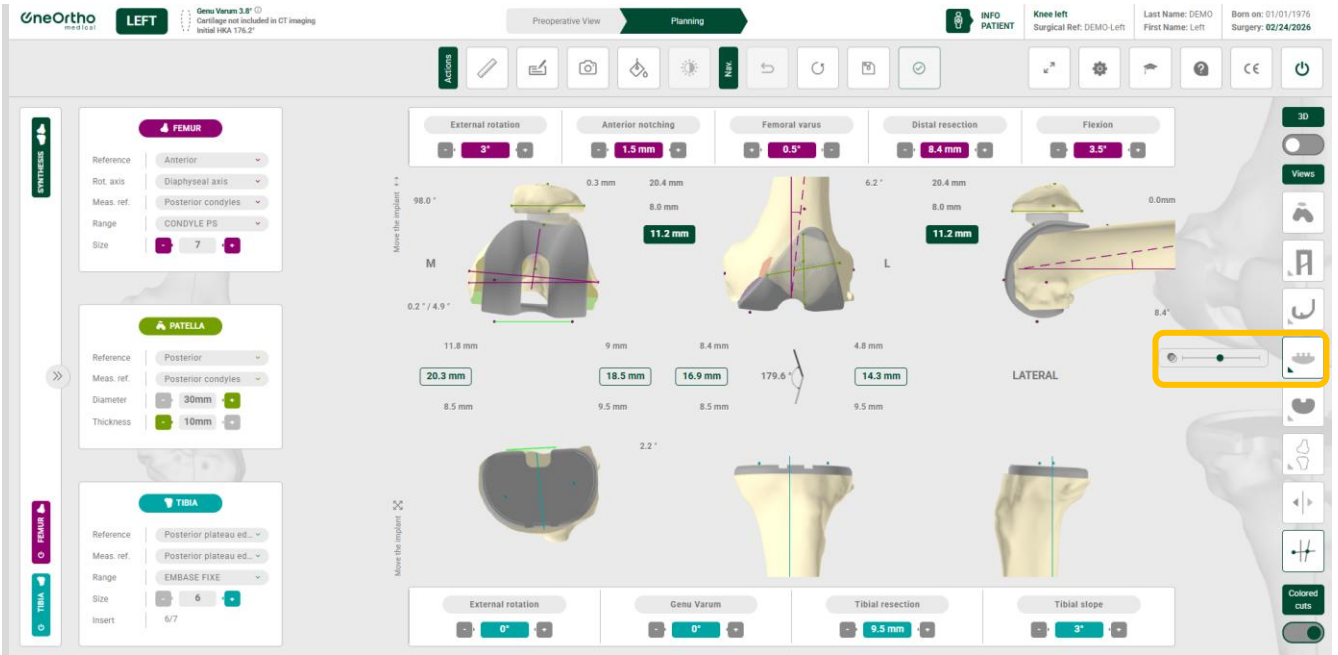 OneOrtho
medical
LEFT
Genu Varum 3.8°
Cartilage not included in CT imaging
Initial HKA 176.2°
Preoperative View
Planning
INFO
PATIENT
Knee left
Surgical Ref: DEMO-Left
Last Name: DEMO
First Name: Left
Born on: 01/01/1976
Surgery: 02/24/2026
Actions
Nav.
CE
SYNTHESIS
FEMUR
Reference Anterior
Rot. axis Diaphyseal axis
Meas. ref. Posterior condyles
Range CONDYLE PS
Size - 7 +
PATELLA
Reference Posterior
Meas. ref. Posterior condyles
Diameter - 30mm +
Thickness - 10mm +
TIBIA
Reference Posterior plateau ed...
Meas. ref. Posterior plateau ed...
Range EMBASE FIXE
Size - 6 +
Insert 6/7
FEMUR
TIBIA
External rotation
- 3° +
Anterior notching
- 1.5 mm +
Femoral varus
+ 0.5° -
Distal resection
- 8.4 mm +
Flexion
- 3.5° +
Move the implant
98.0 °
0.3 mm 20.4 mm
8.0 mm
11.2 mm
6.2 ° 20.4 mm
8.0 mm
11.2 mm
0.0mm
M
L
0.2 ° / 4.9 °
8.4°
11.8 mm 9 mm 8.4 mm 4.8 mm
20.3 mm 18.5 mm 16.9 mm 179.6 ° 14.3 mm LATERAL
8.5 mm 9.5 mm 8.5 mm 9.5 mm
2.2 °
Move the implant
External rotation
- 0° +
Genu Varum
- 0° +
Tibial resection
- 9.5 mm +
Tibial slope
- 3° +
3D
Views
Colored
cuts